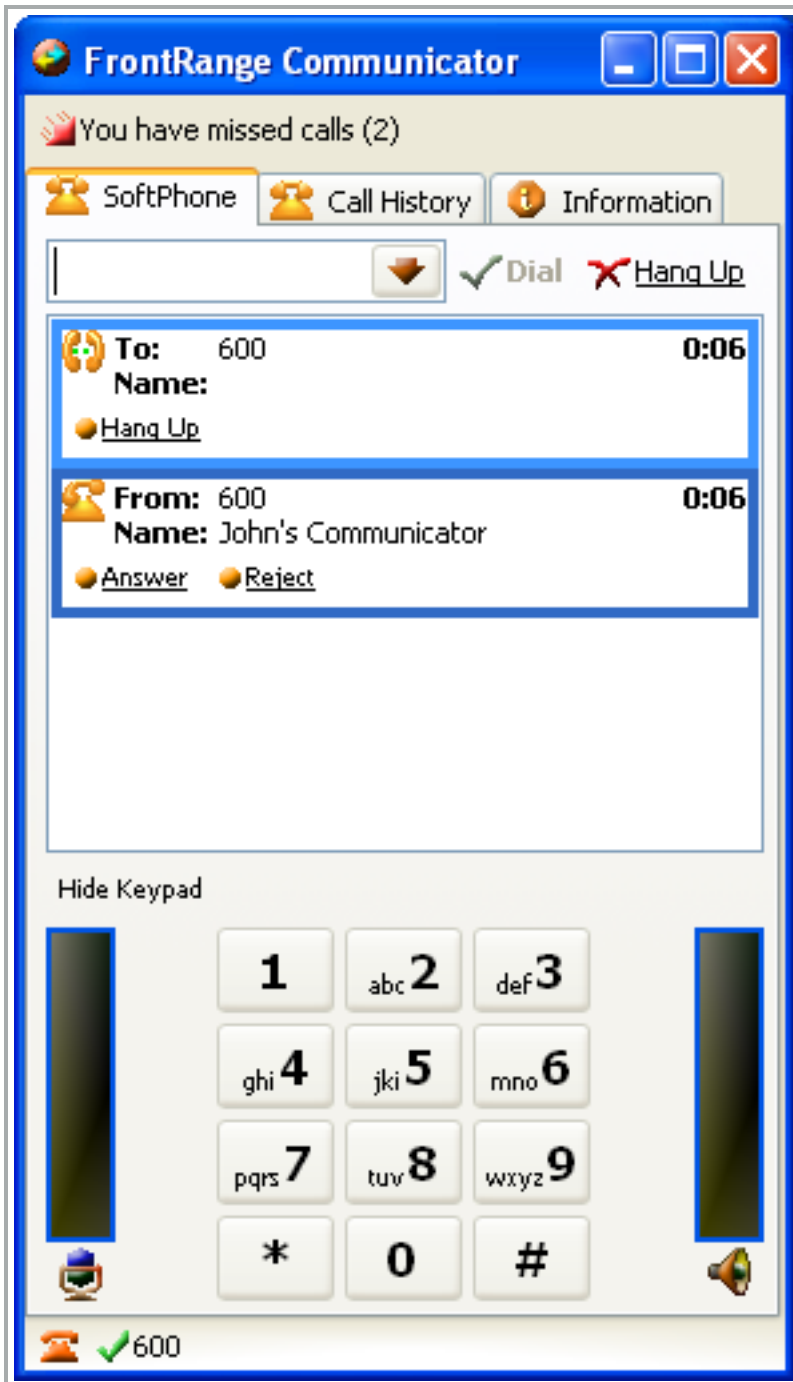 FrontRange Communicator
You have missed calls (2)
SoftPhone Call History Information
Dial Hang Up
To: 600 0:06
Name:
Hang Up
From: 600 0:06
Name: John's Communicator
Answer Reject
Hide Keypad
1 abc 2 def 3
ghi 4 jki 5 mno 6
pqrs 7 tuv 8 wxyz 9
* 0 #
600